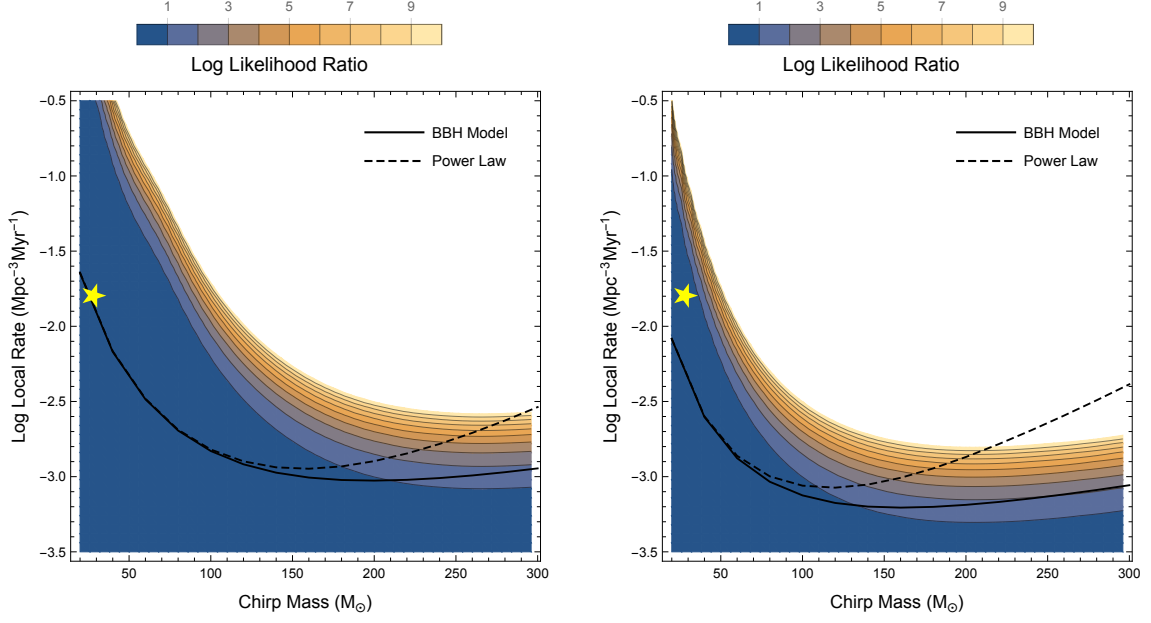 1 3 5 7 9
Log Likelihood Ratio
BBH Model
Power Law
Log Local Rate (Mpc⁻³Myr⁻¹)
−0.5
−1.0
−1.5
−2.0
−2.5
−3.0
−3.5
50 100 150 200 250 300
Chirp Mass (M⊙)
1 3 5 7 9
Log Likelihood Ratio
BBH Model
Power Law
Log Local Rate (Mpc⁻³Myr⁻¹)
−0.5
−1.0
−1.5
−2.0
−2.5
−3.0
−3.5
50 100 150 200 250 300
Chirp Mass (M⊙)